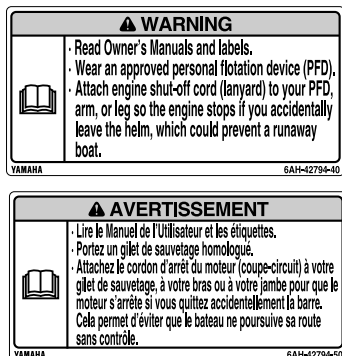 WARNING
· Read Owner's Manuals and labels.
· Wear an approved personal flotation device (PFD).
· Attach engine shut-off cord (lanyard) to your PFD,
arm, or leg so the engine stops if you accidentally
leave the helm, which could prevent a runaway
boat.
YAMAHA 6AH-42794-40
AVERTISSEMENT
· Lire le Manuel de l'Utilisateur et les étiquettes.
· Portez un gilet de sauvetage homologué.
· Attachez le cordon d'arrêt du moteur (coupe-circuit) à votre
gilet de sauvetage, à votre bras ou à votre jambe pour que le
moteur s'arrête si vous quittez accidentellement la barre.
Cela permet d'éviter que le bateau ne poursuive sa route
sans contrôle.
YAMAHA 6AH-42794-50